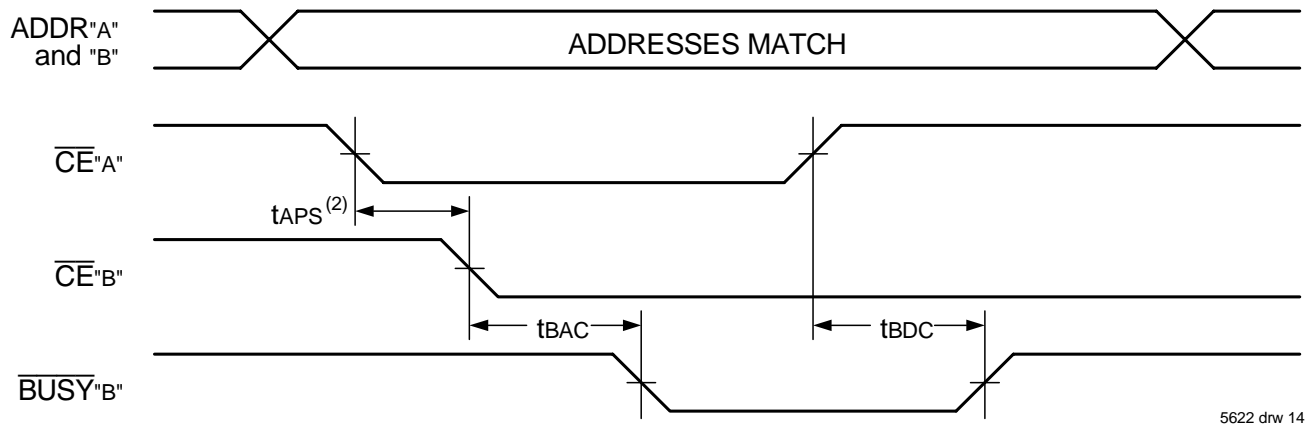 ADDR"A"
and "B"
ADDRESSES MATCH
CE"A"
tAPS(2)
CE"B"
tBAC
tBDC
BUSY"B"
5622 drw 14